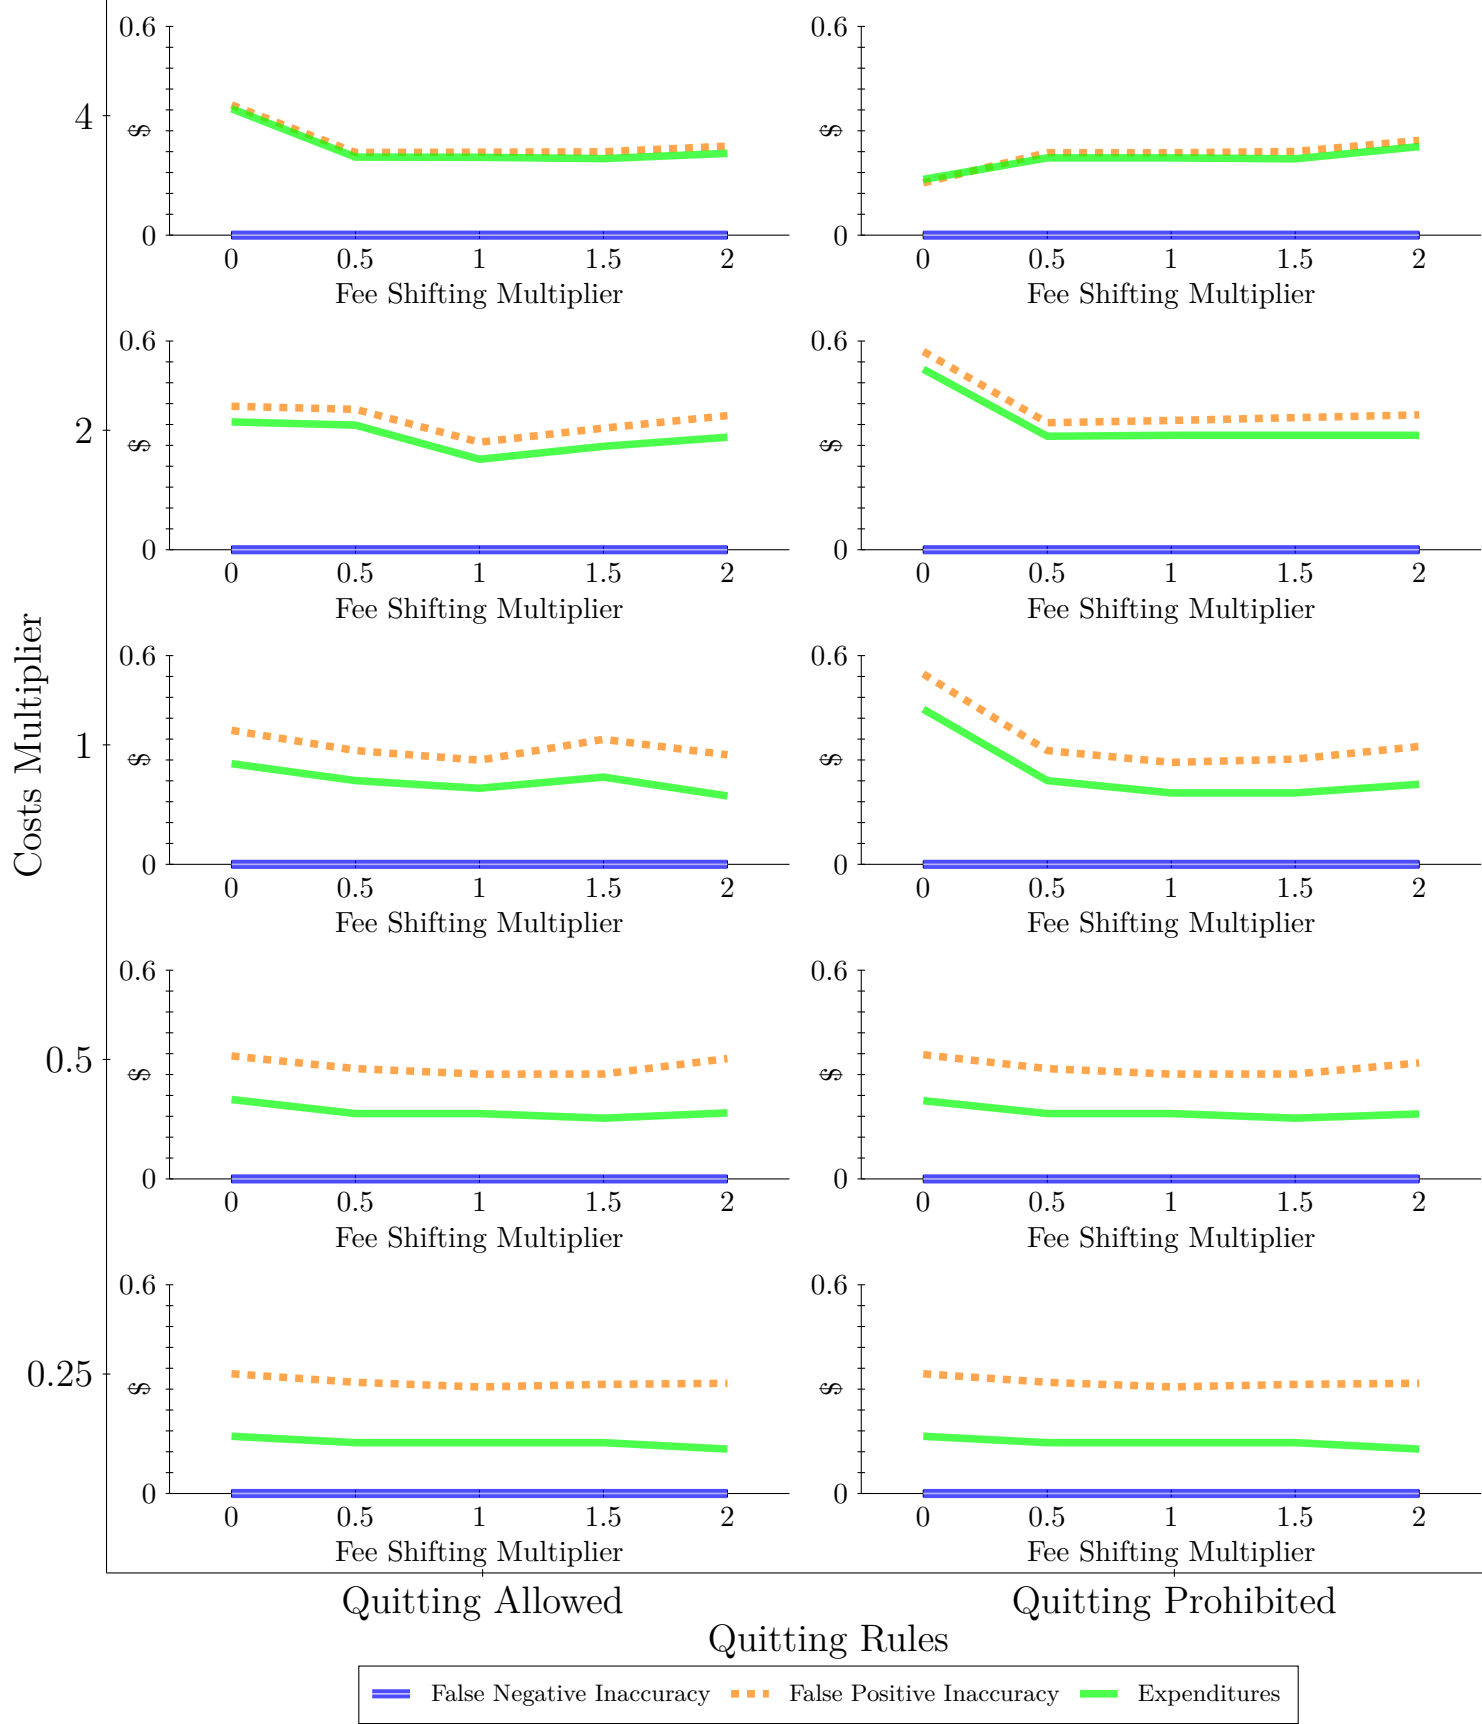 0.6
0.6
4
$
$
0
0
0 0.5 1 1.5 2
0 0.5 1 1.5 2
Fee Shifting Multiplier
Fee Shifting Multiplier
0.6
0.6
2
$
$
0
0
0 0.5 1 1.5 2
0 0.5 1 1.5 2
Fee Shifting Multiplier
Fee Shifting Multiplier
Costs Multiplier
0.6
0.6
1
$
$
0
0
0 0.5 1 1.5 2
0 0.5 1 1.5 2
Fee Shifting Multiplier
Fee Shifting Multiplier
0.6
0.6
0.5
$
$
0
0
0 0.5 1 1.5 2
0 0.5 1 1.5 2
Fee Shifting Multiplier
Fee Shifting Multiplier
0.6
0.6
0.25
$
$
0
0
0 0.5 1 1.5 2
0 0.5 1 1.5 2
Fee Shifting Multiplier
Fee Shifting Multiplier
Quitting Allowed
Quitting Prohibited
Quitting Rules
False Negative Inaccuracy False Positive Inaccuracy Expenditures